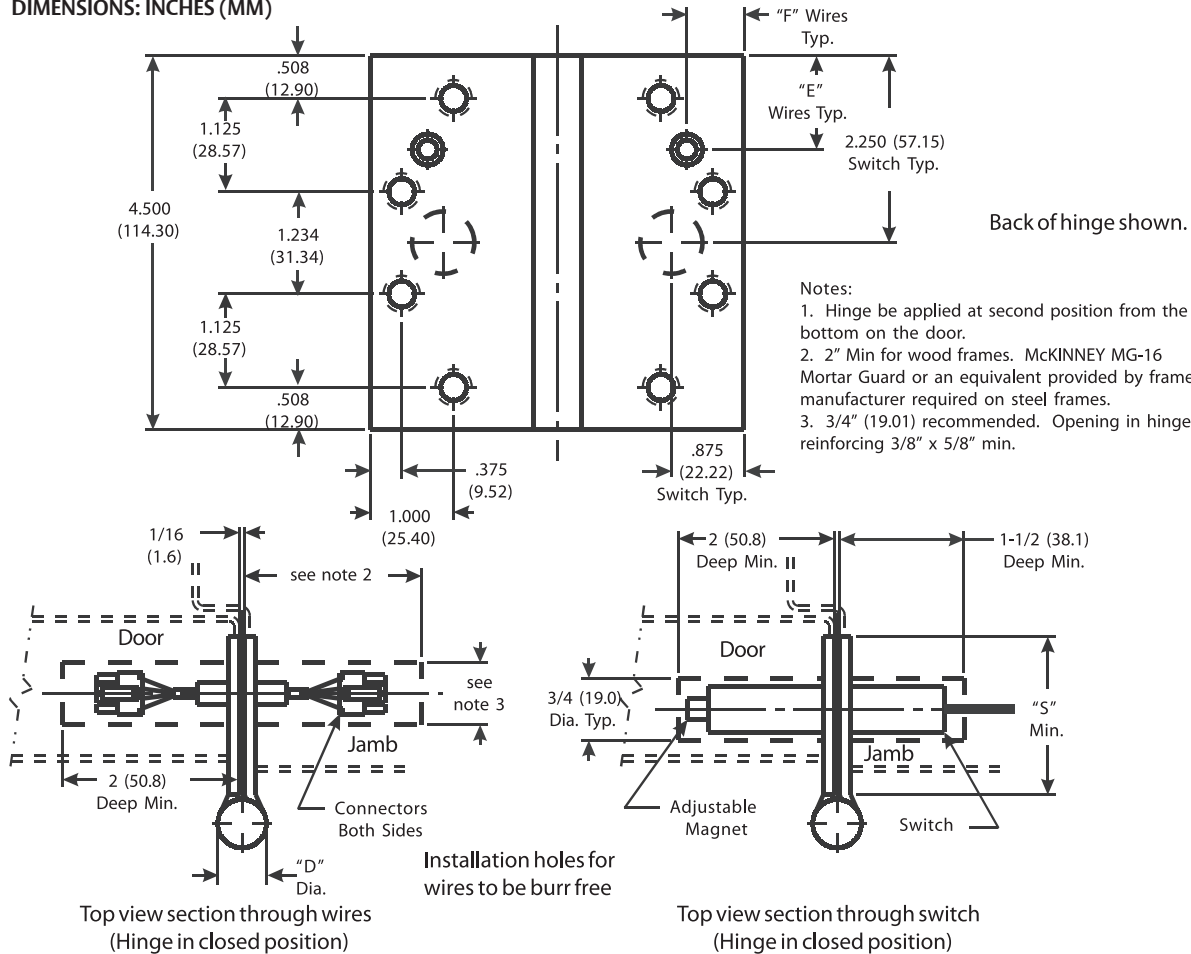 DIMENSIONS: INCHES (MM)
"F" Wires
Typ.
.508
(12.90)
"E"
Wires Typ.
1.125
(28.57)
2.250 (57.15)
Switch Typ.
4.500
(114.30)
1.234
(31.34)
Back of hinge shown.
1.125
(28.57)
.508
(12.90)
Notes:
1. Hinge be applied at second position from the
bottom on the door.
2. 2" Min for wood frames. McKINNEY MG-16
Mortar Guard or an equivalent provided by frame
manufacturer required on steel frames.
3. 3/4" (19.01) recommended. Opening in hinge
reinforcing 3/8" x 5/8" min.
.375
(9.52)
.875
(22.22)
Switch Typ.
1.000
(25.40)
1/16
(1.6)
see note 2
Door
see
note 3
Jamb
2 (50.8)
Deep Min.
Connectors
Both Sides
"D"
Dia.
Installation holes for
wires to be burr free
Top view section through wires
(Hinge in closed position)
2 (50.8)
Deep Min.
1-1/2 (38.1)
Deep Min.
Door
3/4 (19.0)
Dia. Typ.
"S"
Min.
Jamb
Adjustable
Magnet
Switch
Top view section through switch
(Hinge in closed position)